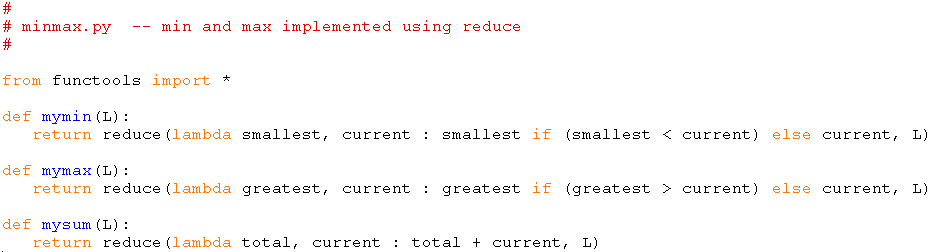 #
# minmax.py  -- min and max implemented using reduce
#
from functools import *
def mymin(L):
   return reduce(lambda smallest, current : smallest if (smallest < current) else current, L)
def mymax(L):
   return reduce(lambda greatest, current : greatest if (greatest > current) else current, L)
def mysum(L):
   return reduce(lambda total, current : total + current, L)